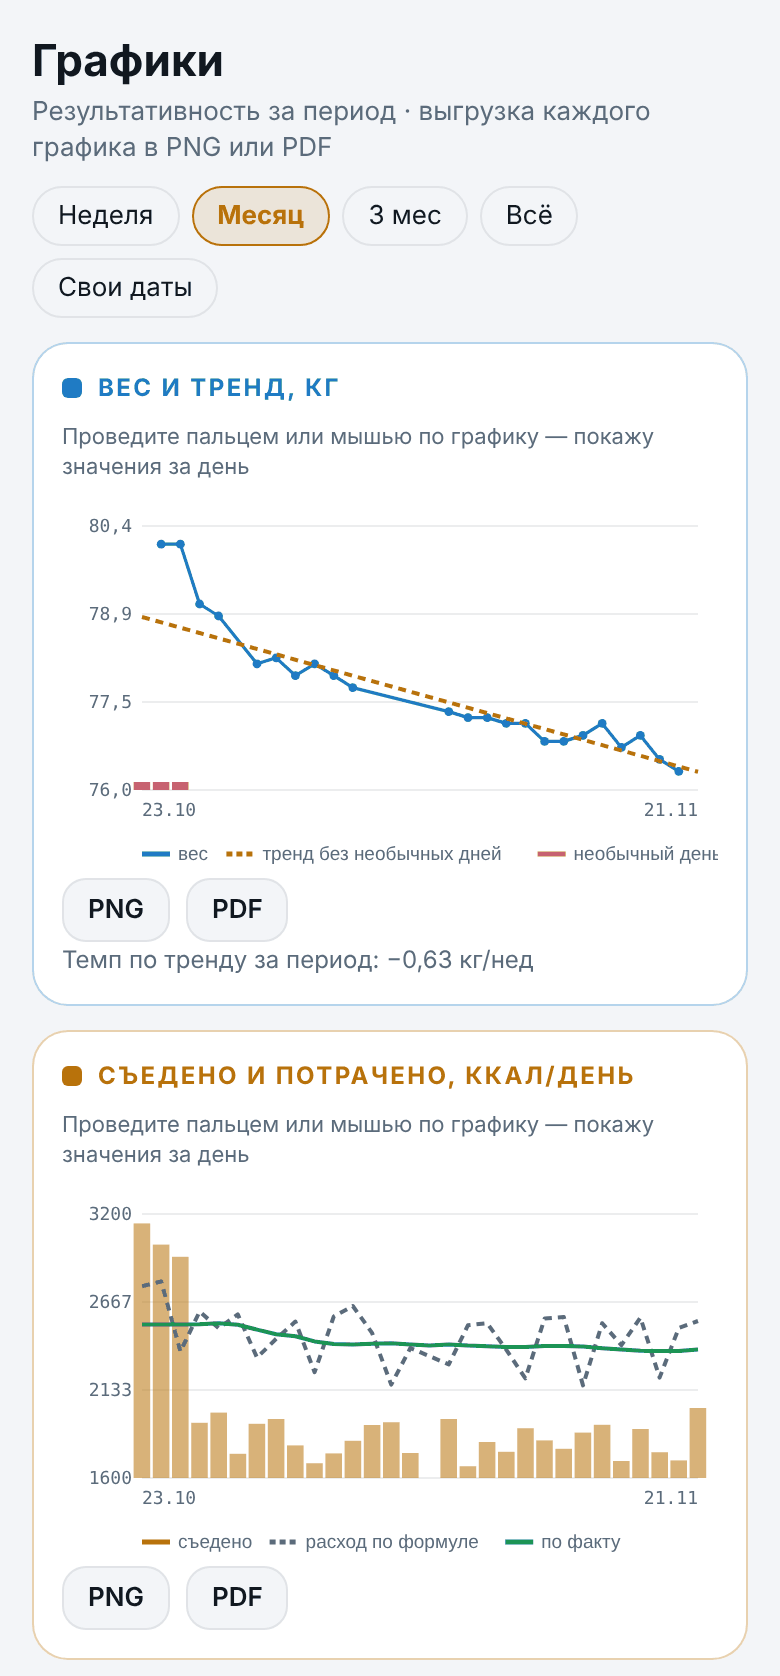 Графики
Результативность за период · выгрузка каждого
графика в PNG или PDF
Неделя
Месяц
3 мес
Всё
Свои даты
ВЕС И ТРЕНД, КГ
Проведите пальцем или мышью по графику — покажу
значения за день
80,4
78,9
77,5
76,0
23.10
21.11
вес
тренд без необычных дней
необычный день
PNG
PDF
Темп по тренду за период: −0,63 кг/нед
СЪЕДЕНО И ПОТРАЧЕНО, ККАЛ/ДЕНЬ
Проведите пальцем или мышью по графику — покажу
значения за день
3200
2667
2133
1600
23.10
21.11
съедено
расход по формуле
по факту
PNG
PDF